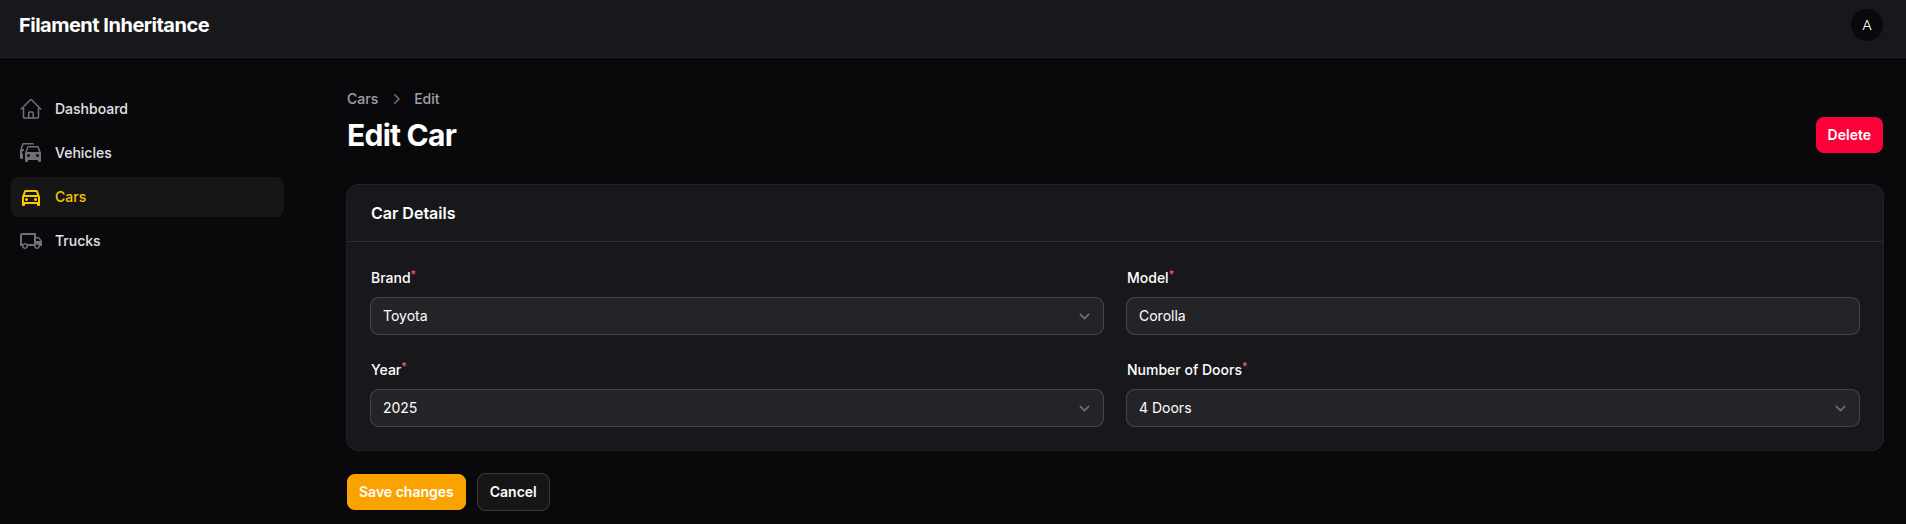 Filament Inheritance
A
Dashboard
Vehicles
Cars
Trucks
Cars > Edit
Edit Car
Delete
Car Details
Brand*
Toyota
Model*
Corolla
Year*
2025
Number of Doors*
4 Doors
Save changes
Cancel